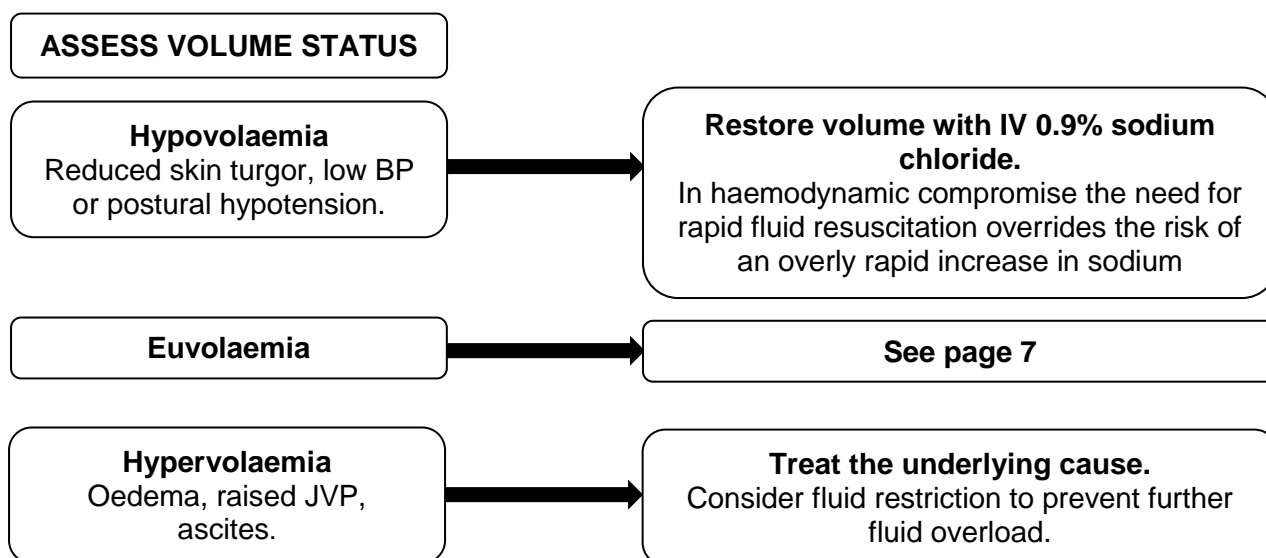 ASSESS VOLUME STATUS
Hypovolaemia
Reduced skin turgor, low BP
or postural hypotension.
Restore volume with IV 0.9% sodium
chloride.
In haemodynamic compromise the need for
rapid fluid resuscitation overrides the risk of
an overly rapid increase in sodium
Euvolaemia
See page 7
Hypervolaemia
Oedema, raised JVP,
ascites.
Treat the underlying cause.
Consider fluid restriction to prevent further
fluid overload.